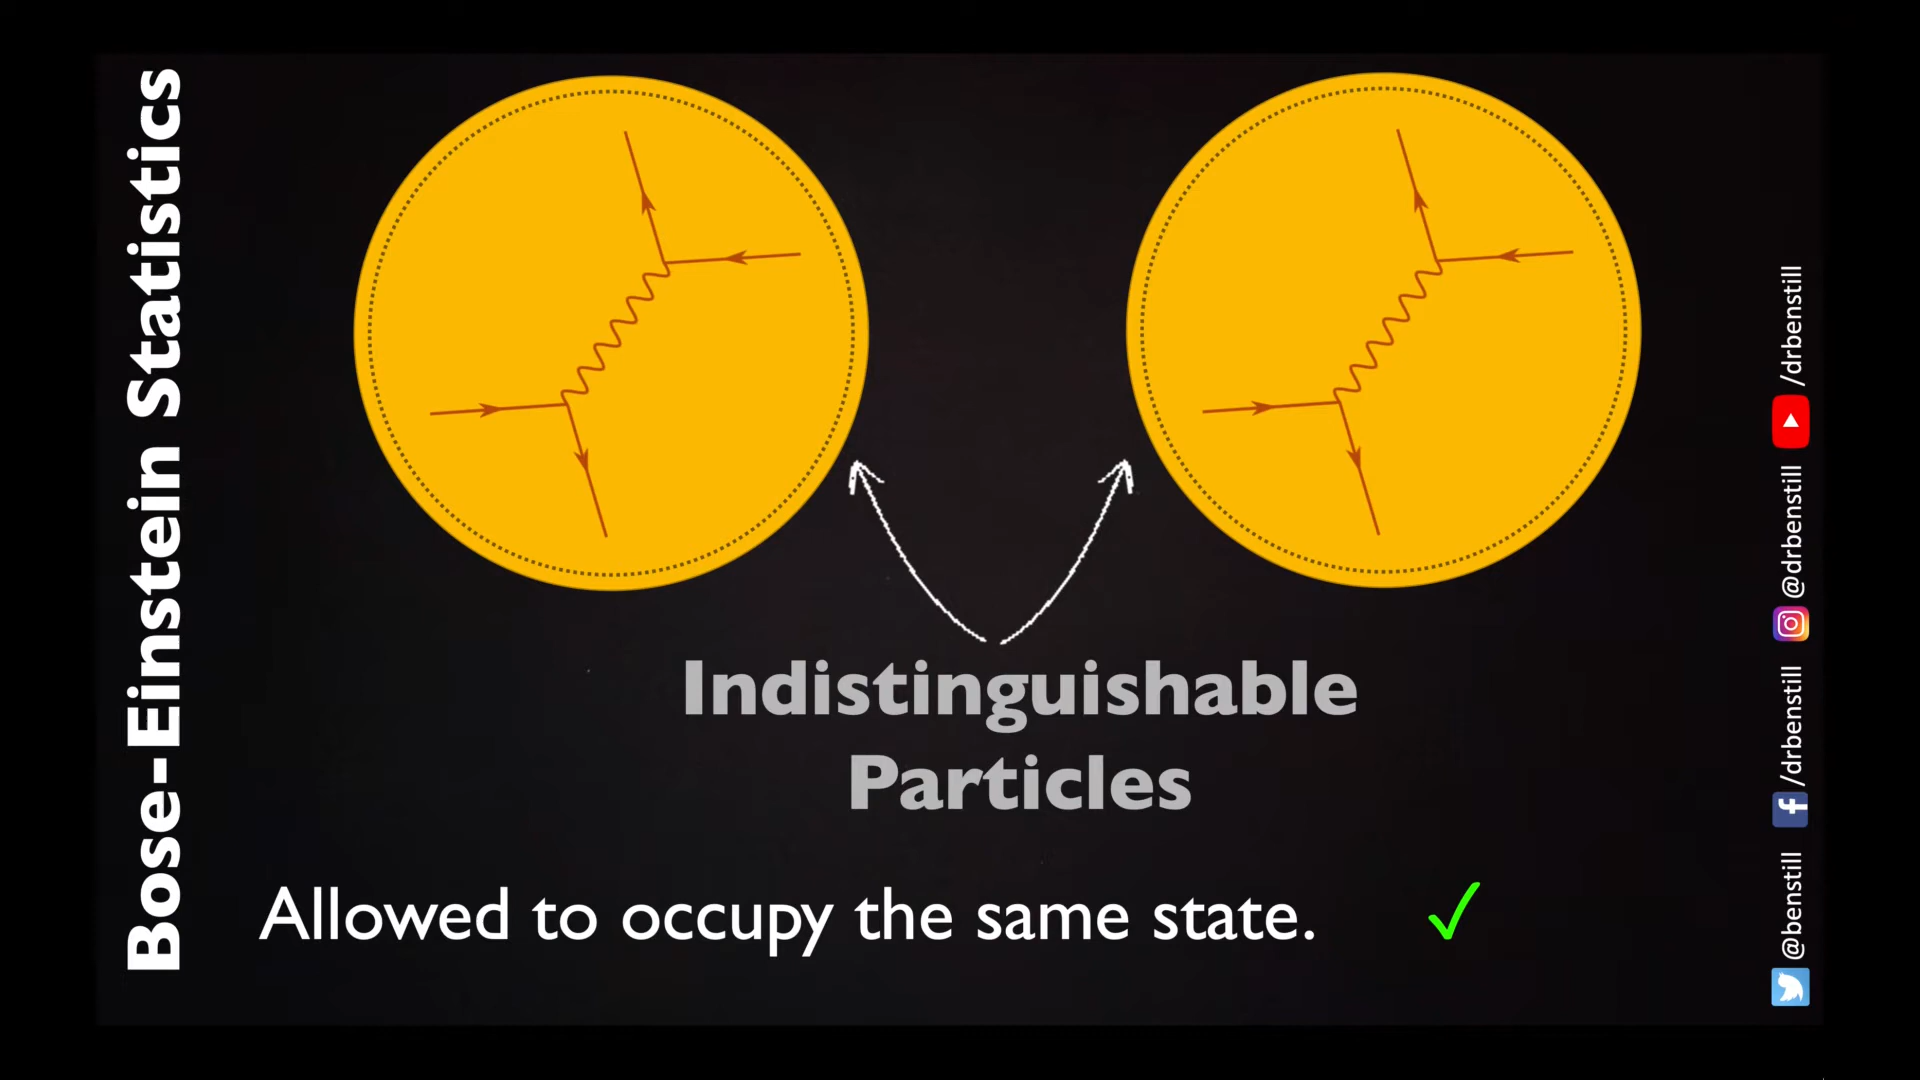 Bose-Einstein Statistics
Indistinguishable
Particles
Allowed to occupy the same state.
/drbenstill
@drbenstill
/drbenstill
@benstill